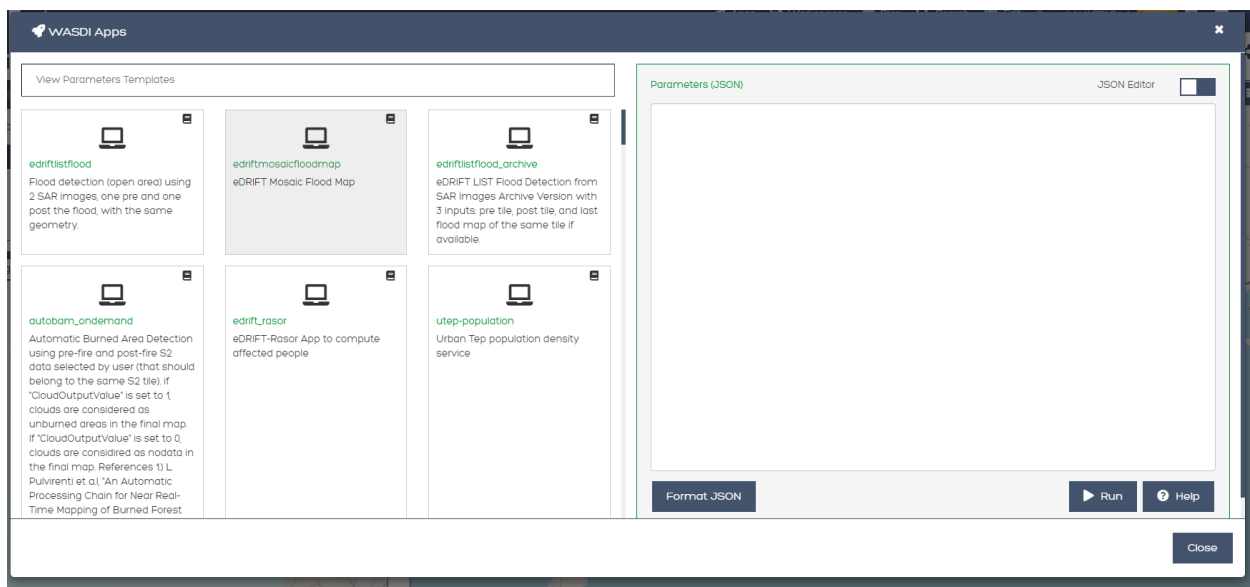 WASDI Apps
View Parameters Templates
edriftlistflood
Flood detection (open area) using
2 SAR images, one pre and one
post the flood, with the same
geometry.
edriftmosaicfloodmap
eDRIFT Mosaic Flood Map
edriftlistflood_archive
eDRIFT LIST Flood Detection from
SAR Images Archive Version with
3 inputs: pre tile, post tile, and last
flood map of the same tile if
available.
autobam_ondemand
Automatic Burned Area Detection
using pre-fire and post-fire S2
data selected by user (that should
belong to the same S2 tile). if
"CloudOutputValue" is set to 1,
clouds are considered as
unburned areas in the final map.
If "CloudOutputValue" is set to 0,
clouds are considired as nodata in
the final map. References 1) L.
Pulvirenti et a.l, "An Automatic
Processing Chain for Near Real-
Time Mapping of Burned Forest
edrift_rasor
eDRIFT-Rasor App to compute
affected people
utep-population
Urban Tep population density
service
Parameters (JSON)
JSON Editor
Format JSON
Run
Help
Close